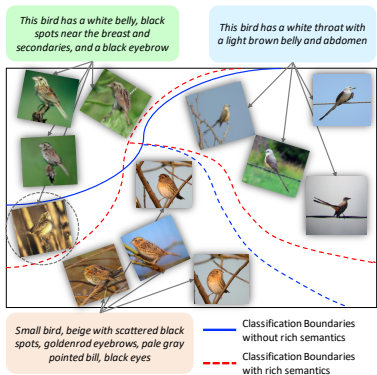 This bird has a white belly, black
spots near the breast and
secondaries, and a black eyebrow
This bird has a white throat with
a light brown belly and abdomen
Small bird, beige with scattered black
spots, goldenrod eyebrows, pale gray
pointed bill, black eyes
Classification Boundaries
without rich semantics
Classification Boundaries
with rich semantics